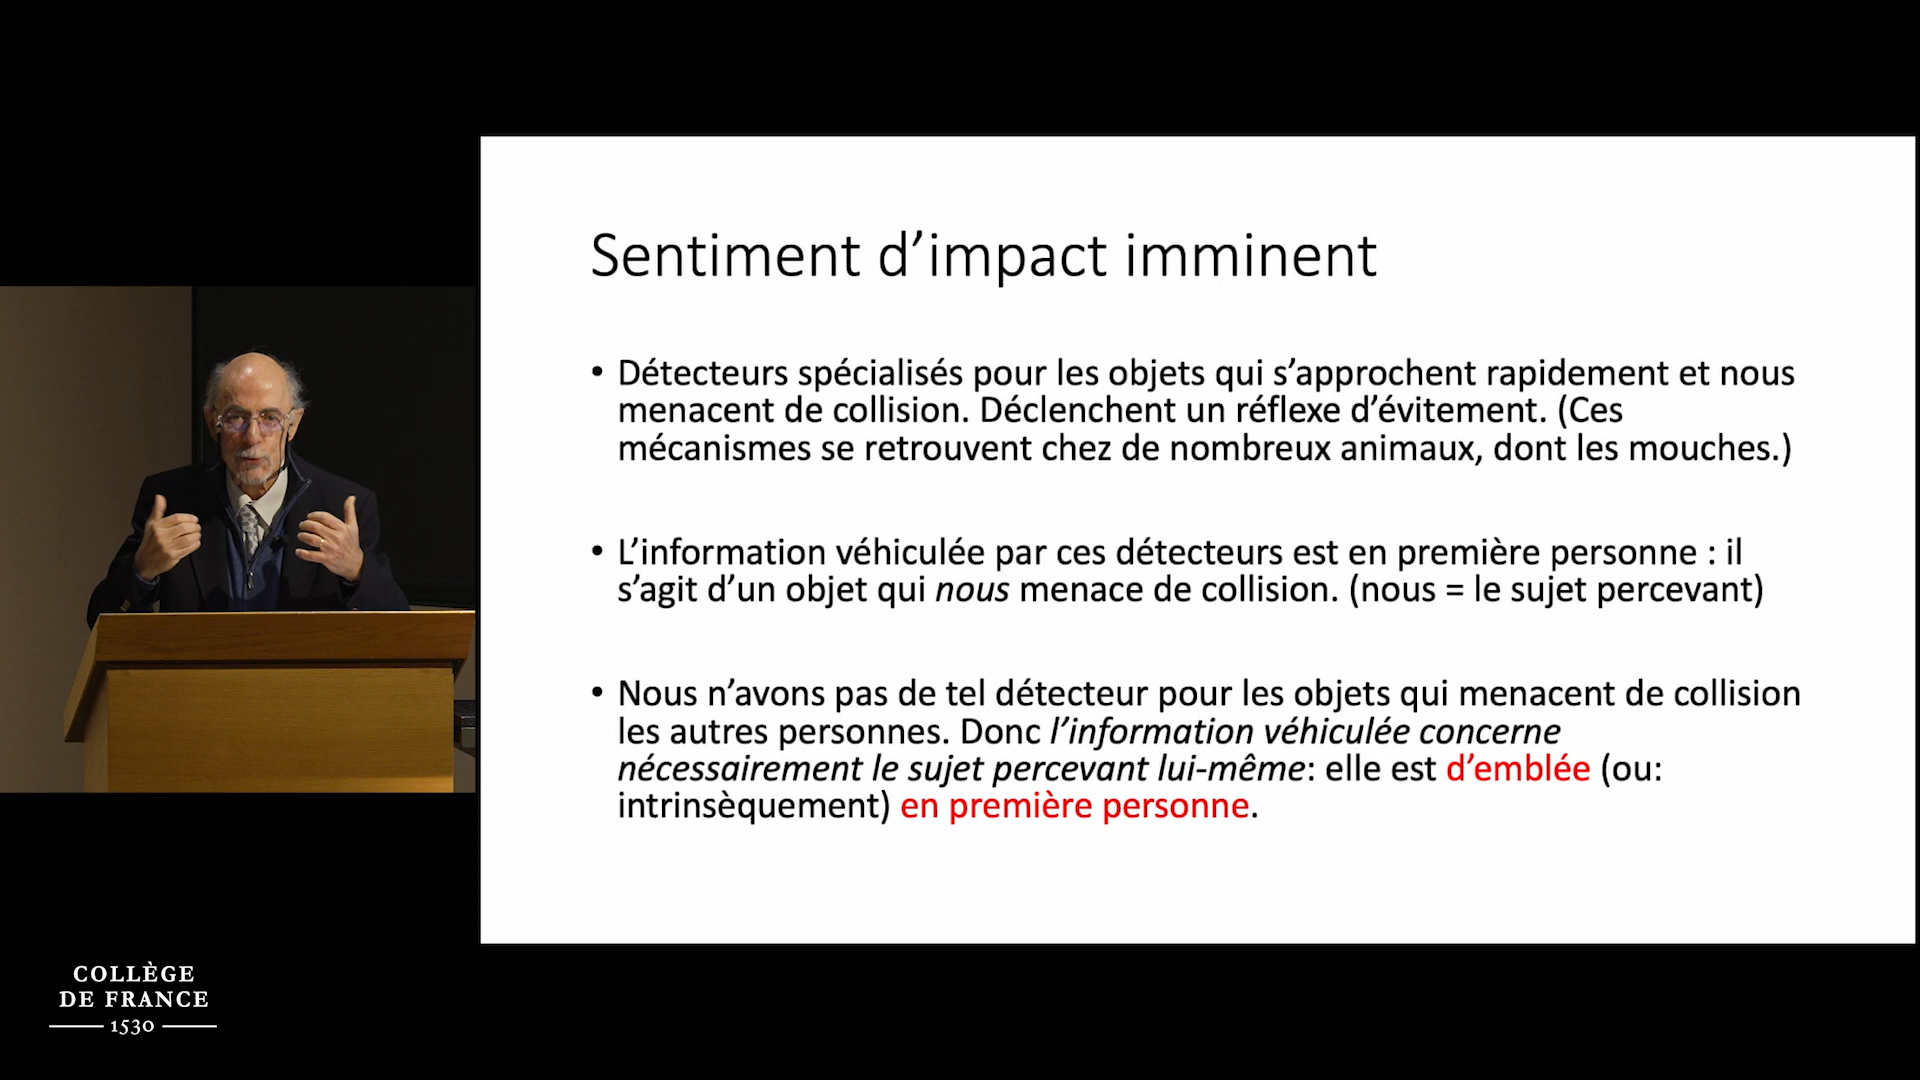 Sentiment d’impact imminent
• Détecteurs spécialisés pour les objets qui s’approchent rapidement et nous
menacent de collision. Déclenchent un réflexe d’évitement. (Ces
mécanismes se retrouvent chez de nombreux animaux, dont les mouches.)
• L’information véhiculée par ces détecteurs est en première personne : il
s’agit d’un objet qui nous menace de collision. (nous = le sujet percevant)
• Nous n’avons pas de tel détecteur pour les objets qui menacent de collision
les autres personnes. Donc l’information véhiculée concerne
nécessairement le sujet percevant lui-même: elle est d’emblée (ou:
intrinsèquement) en première personne.
COLLÈGE
DE FRANCE
1530